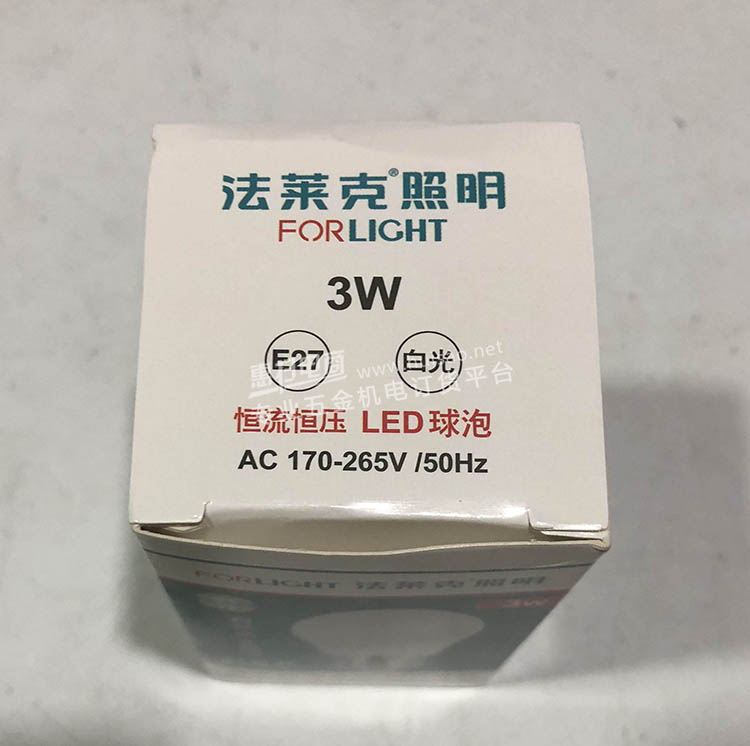 法莱克®照明
FORLIGHT
3W
E27 白光
恒流恒压 LED球泡
AC 170-265V /50Hz
FORLIGHT 法莱克®照明
3W